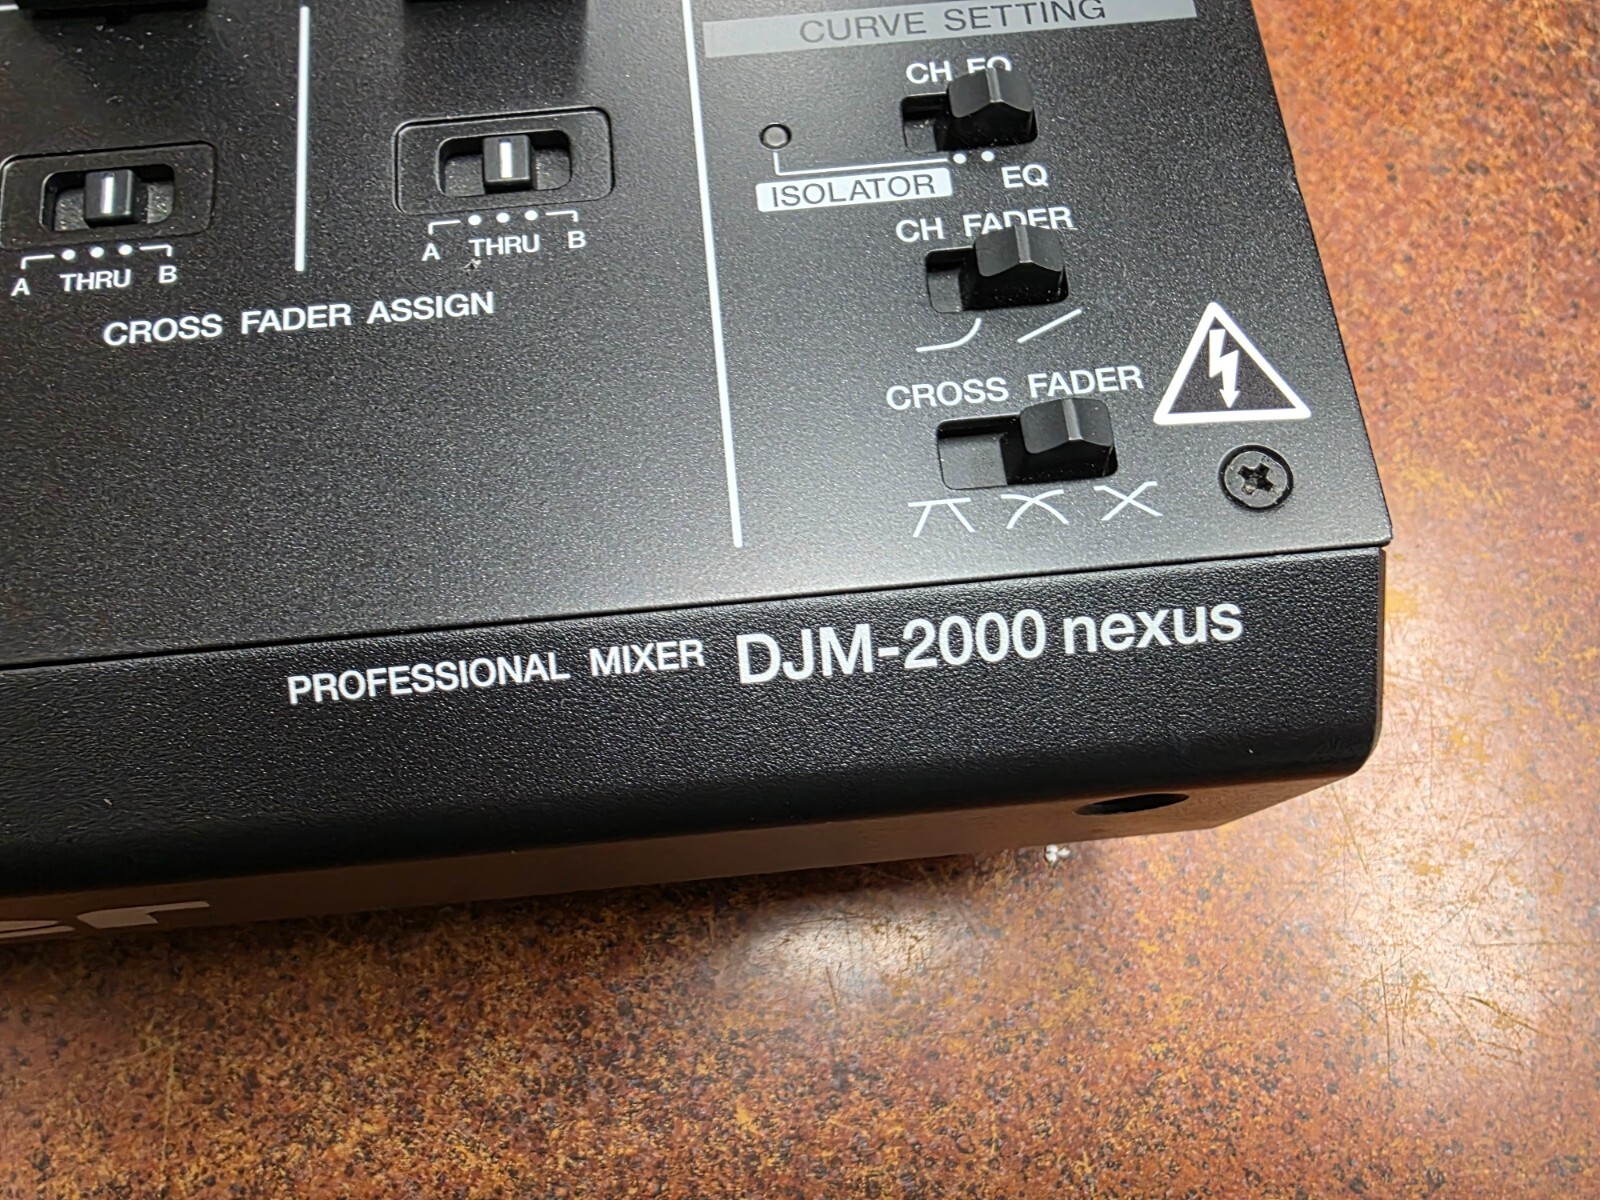 CURVE SETTING
CH EQ
ISOLATOR
EQ
CH FADER
CROSS FADER
A THRU B
A THRU B
CROSS FADER ASSIGN
PROFESSIONAL MIXER DJM-2000 nexus